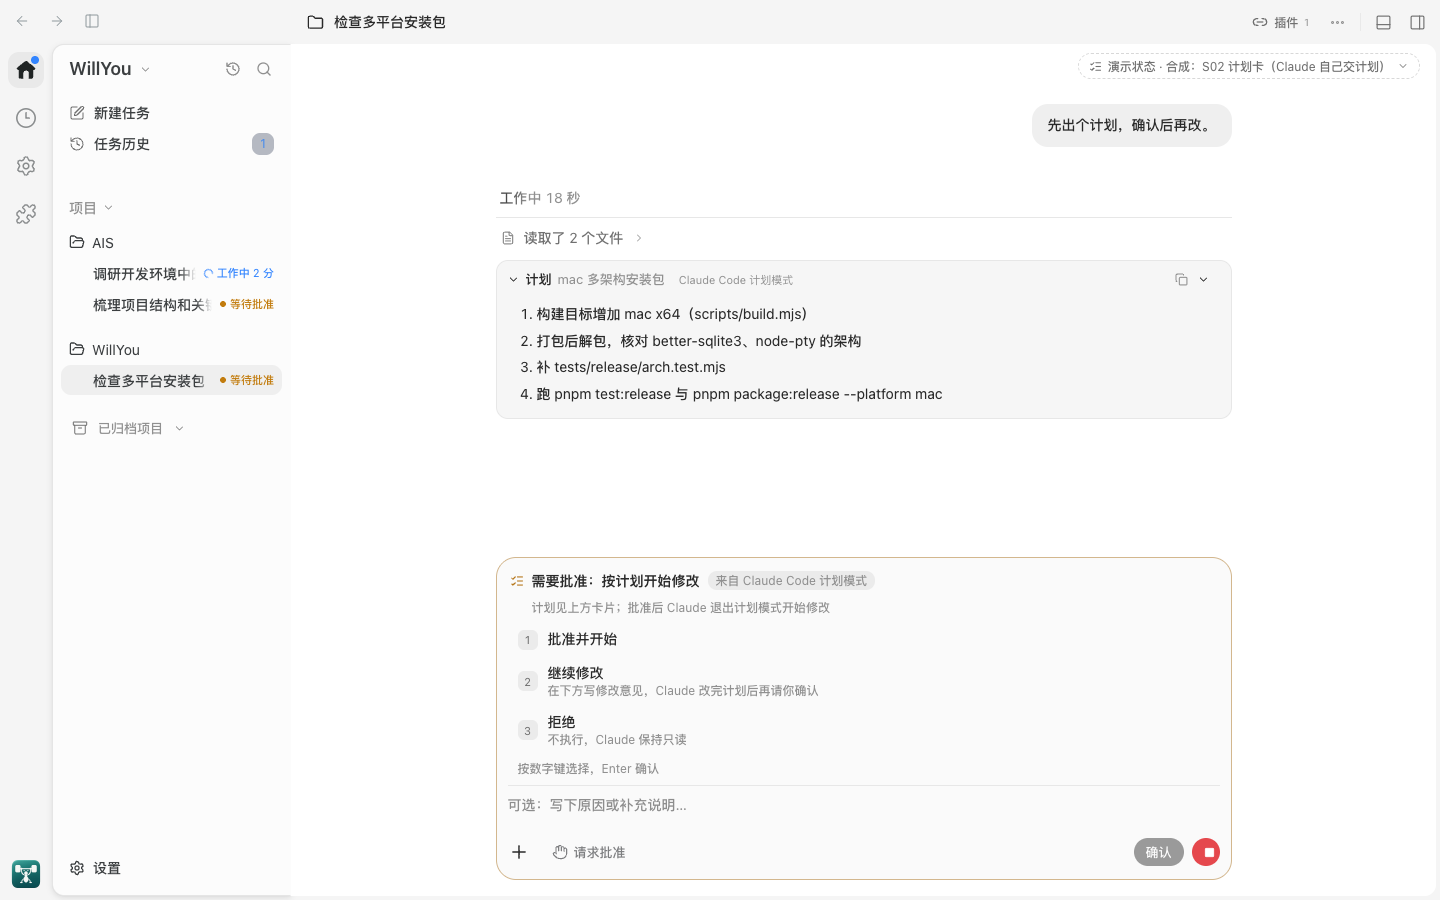 检查多平台安装包
插件 1
WillYou
新建任务
任务历史 1
项目
AIS
调研开发环境中 工作中 2 分
梳理项目结构和关 等待批准
WillYou
检查多平台安装包 等待批准
已归档项目
设置
演示状态 · 合成：S02 计划卡（Claude 自己交计划）
先出个计划，确认后再改。
工作中 18 秒
读取了 2 个文件
计划 mac 多架构安装包 Claude Code 计划模式
1. 构建目标增加 mac x64（scripts/build.mjs）
2. 打包后解包，核对 better-sqlite3、node-pty 的架构
3. 补 tests/release/arch.test.mjs
4. 跑 pnpm test:release 与 pnpm package:release --platform mac
需要批准：按计划开始修改 来自 Claude Code 计划模式
计划见上方卡片；批准后 Claude 退出计划模式开始修改
1 批准并开始
2 继续修改
在下方写修改意见，Claude 改完计划后再请你确认
3 拒绝
不执行，Claude 保持只读
按数字键选择，Enter 确认
可选：写下原因或补充说明...
请求批准
确认